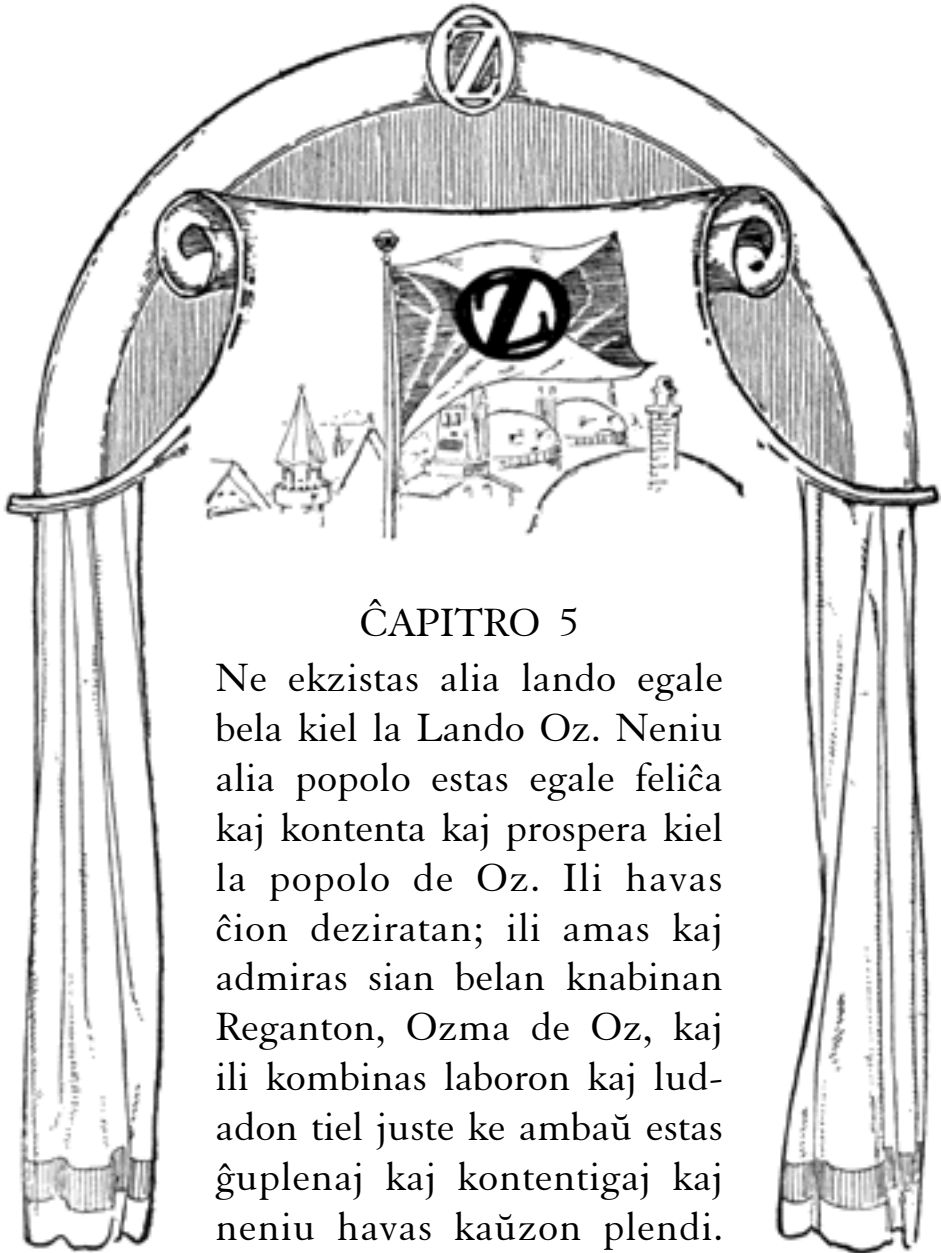 OZ
OZ
ĈAPITRO 5
Ne ekzistas alia lando egale
bela kiel la Lando Oz. Neniu
alia popolo estas egale feliĉa
kaj kontenta kaj prospera kiel
la popolo de Oz. Ili havas
ĉion deziratan; ili amas kaj
admiras sian belan knabinan
Reganton, Ozma de Oz, kaj
ili kombinas laboron kaj lud-
adon tiel juste ke ambaŭ estas
ĝuplenaj kaj kontentigaj kaj
neniu havas kaŭzon plendi.